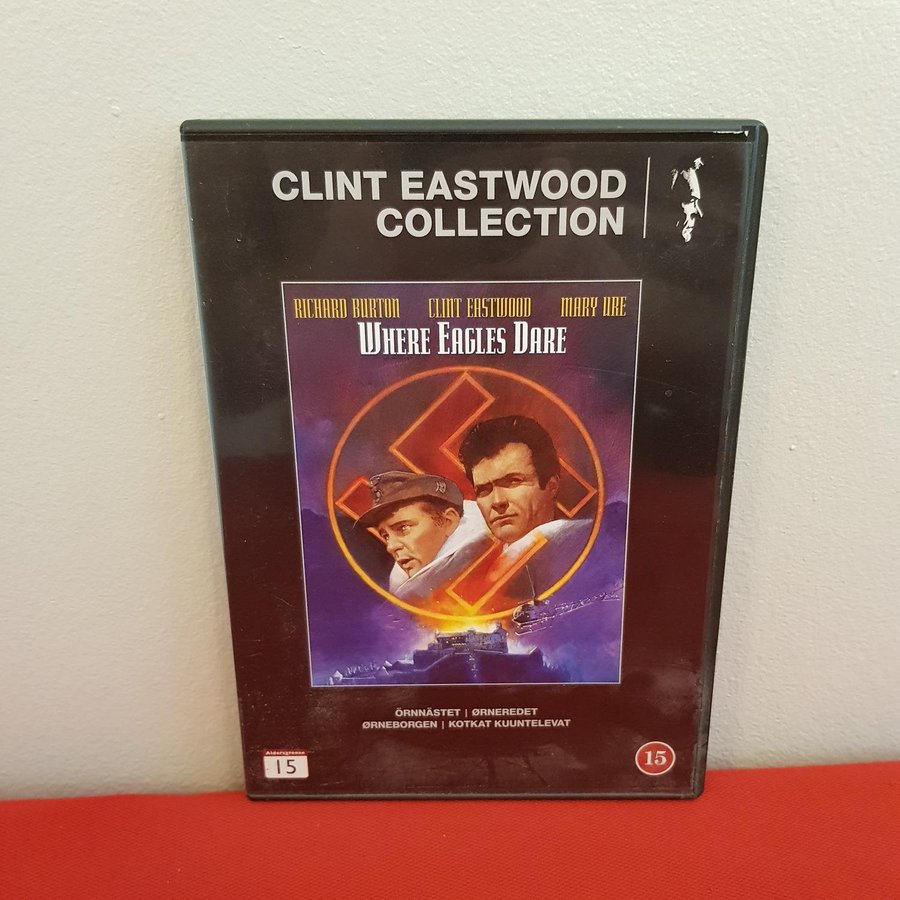 CLINT EASTWOOD
COLLECTION
RICHARD BURTON CLINT EASTWOOD MARY URE
WHERE EAGLES DARE
ÖRNNÄSTET | ØRNEREDET
ØRNEBORGEN | KOTKAT KUUNTELEVAT
Aldersgrense
15
15